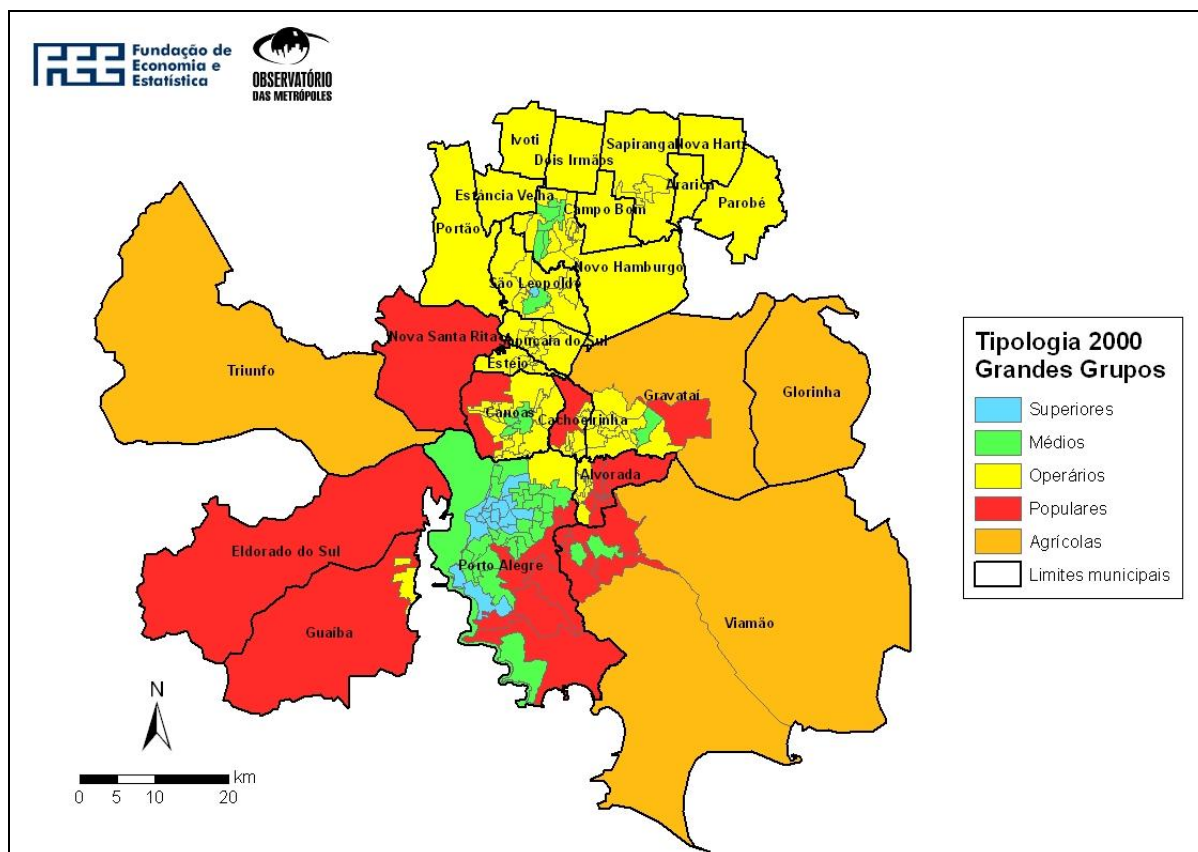 FEE
Fundação de
Economia e
Estatística
OBSERVATÓRIO
DAS METRÓPOLES
Ivoti
Dois Irmãos
Sapiranga
Nova Hartz
Estância Velha
Campo Bom
Araricá
Parobé
Portão
São Leopoldo
Novo Hamburgo
Nova Santa Rita
Sapucaia do Sul
Esteio
Triunfo
Canoas
Cachoeirinha
Gravataí
Glorinha
Alvorada
Eldorado do Sul
Porto Alegre
Guaíba
Viamão
Tipologia 2000
Grandes Grupos
Superiores
Médios
Operários
Populares
Agrícolas
Limites municipais
N
km
0 5 10 20